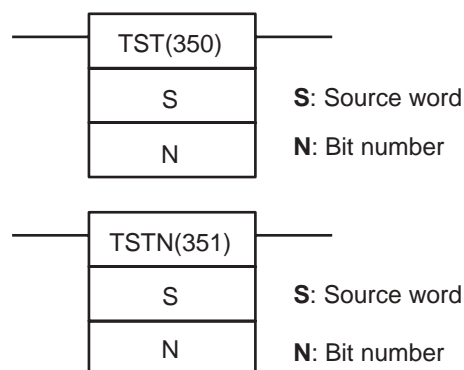 TST(350)
S S: Source word
N N: Bit number
TSTN(351)
S S: Source word
N N: Bit number